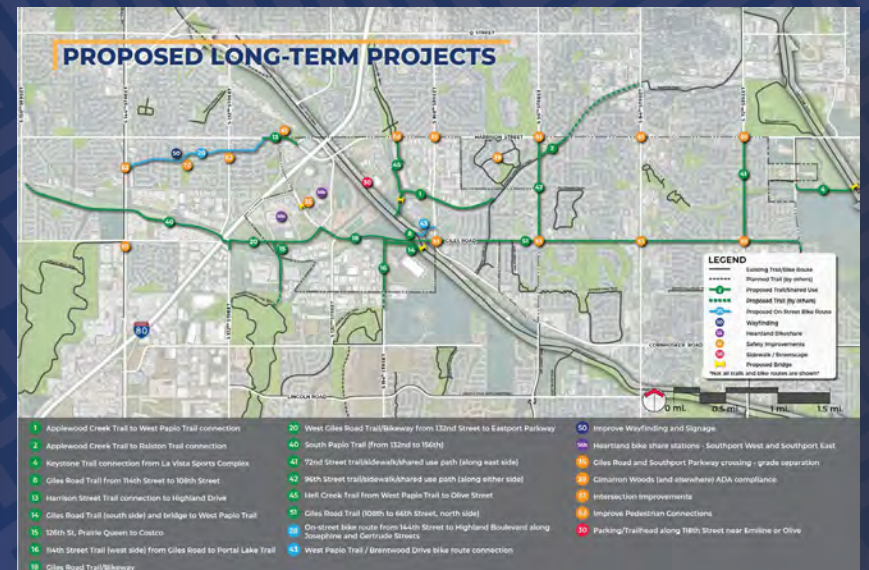 PROPOSED LONG-TERM PROJECTS
Q STREET
HARRISON STREET
GILES ROAD
CORNHUSKER ROAD
LINCOLN ROAD
80
LEGEND
Existing Trail/Bike Route
Planned Trail (by others)
Proposed Trail/Shared Use
Proposed Trail (by others)
Proposed On-Street Bike Route
Wayfinding
Heartland Bikeshare
Safety Improvements
Sidewalk / Streetscape
Proposed Bridge
*Not all trails and bike routes are shown*
0 mi. 0.5 mi. 1 mi. 1.5 mi.
1 Applewood Creek Trail to West Papio Trail connection
2 Applewood Creek Trail to Ralston Trail connection
4 Keystone Trail connection from La Vista Sports Complex
8 Giles Road Trail from 114th Street to 108th Street
13 Harrison Street Trail connection to Highland Drive
14 Giles Road Trail (south side) and bridge to West Papio Trail
15 126th St, Prairie Queen to Costco
16 114th Street Trail (west side) from Giles Road to Portal Lake Trail
Giles Road Trail/Bikeway
20 West Giles Road Trail/Bikeway from 132nd Street to Eastport Parkway
40 South Papio Trail (from 132nd to 156th)
41 72nd Street trail/sidewalk/shared use path (along east side)
42 96th Street trail/sidewalk/shared use path (along either side)
45 Hell Creek Trail from West Papio Trail to Olive Street
51 Giles Road (108th to 66th Street, north side)
On-street bike route from 144th Street to Highland Boulevard along
Josephine and Gertrude Streets
43 West Papio Trail / Brentwood Drive bike route connection
50 Improve Wayfinding and Signage
Heartland bike share stations - Southport West and Southport East
Giles Road and Southport Parkway crossing - grade separation
Cimarron Woods (and elsewhere) ADA compliance
Intersection Improvements
Improve Pedestrian Connections
30 Parking/Trailhead along 118th Street near Emiline or Olive